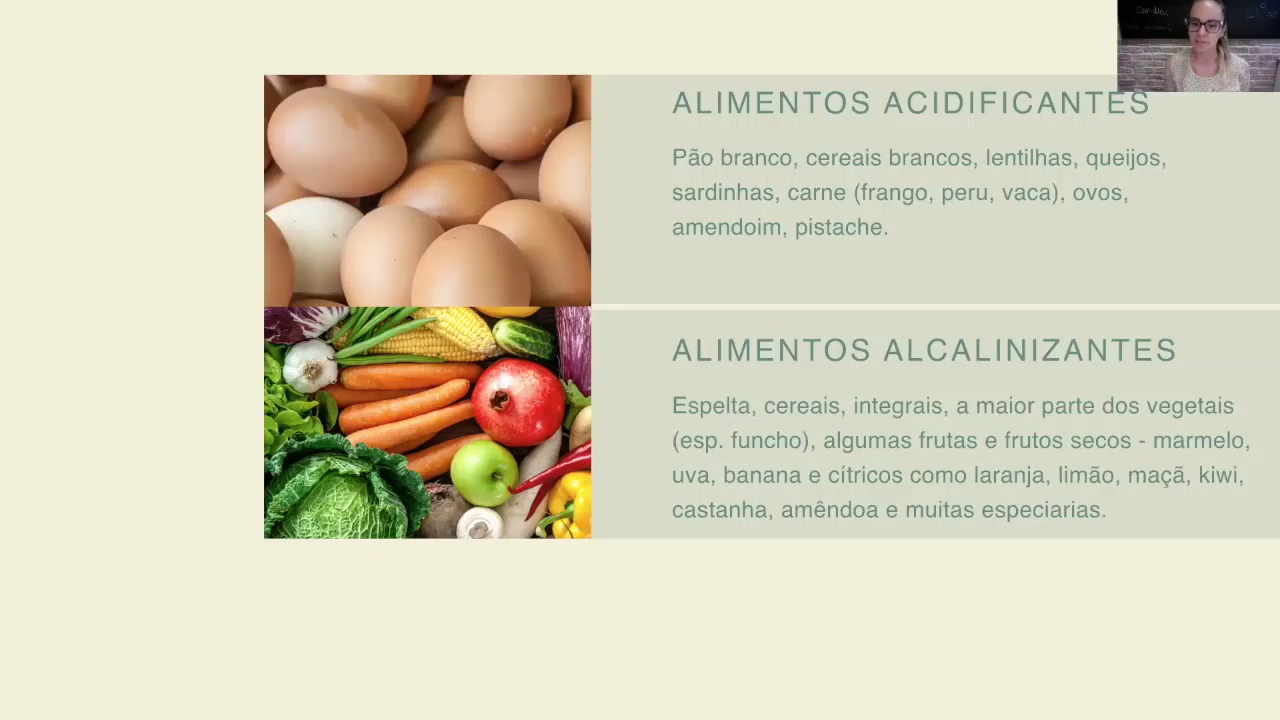 ALIMENTOS ACIDIFICANTES
Pão branco, cereais brancos, lentilhas, queijos,
sardinhas, carne (frango, peru, vaca), ovos,
amendoim, pistache.
ALIMENTOS ALCALINIZANTES
Espelta, cereais, integrais, a maior parte dos vegetais
(esp. funcho), algumas frutas e frutos secos - marmelo,
uva, banana e cítricos como laranja, limão, maçã, kiwi,
castanha, amêndoa e muitas especiarias.